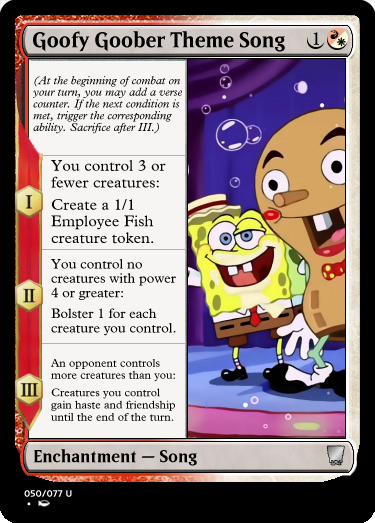 Goofy Goober Theme Song 1
(At the beginning of combat on
your turn, you may add a verse
counter. If the next condition is
met, trigger the corresponding
ability. Sacrifice after III.)
I
You control 3 or
fewer creatures:
Create a 1/1
Employee Fish
creature token.
II
You control no
creatures with power
4 or greater:
Bolster 1 for each
creature you control.
III
An opponent controls
more creatures than you:
Creatures you control
gain haste and friendship
until the end of the turn.
Enchantment — Song
050/077 U